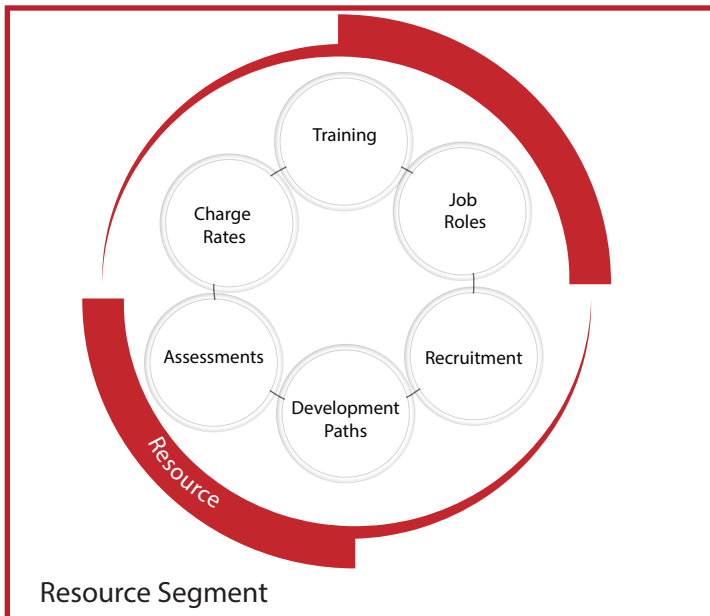 Training
Job
Roles
Recruitment
Development
Paths
Assessments
Charge
Rates
Resource
Resource Segment